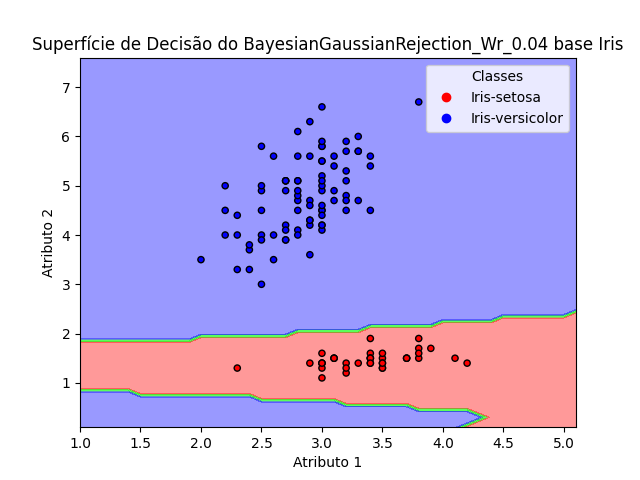 Superfície de Decisão do BayesianGaussianRejection_Wr_0.04 base Iris
Classes
Iris-setosa
Iris-versicolor
Atributo 2
7
6
5
4
3
2
1
1.0 1.5 2.0 2.5 3.0 3.5 4.0 4.5 5.0
Atributo 1